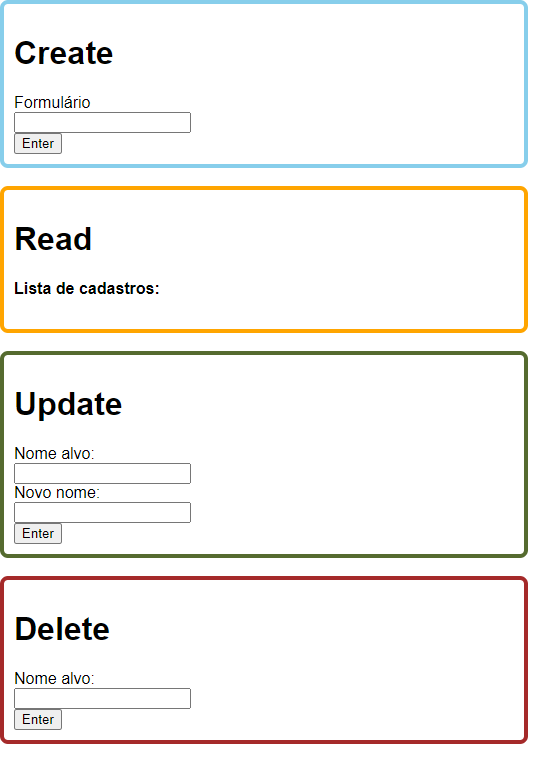 Create
Formulário
Enter
Read
Lista de cadastros:
Update
Nome alvo:
Novo nome:
Enter
Delete
Nome alvo:
Enter